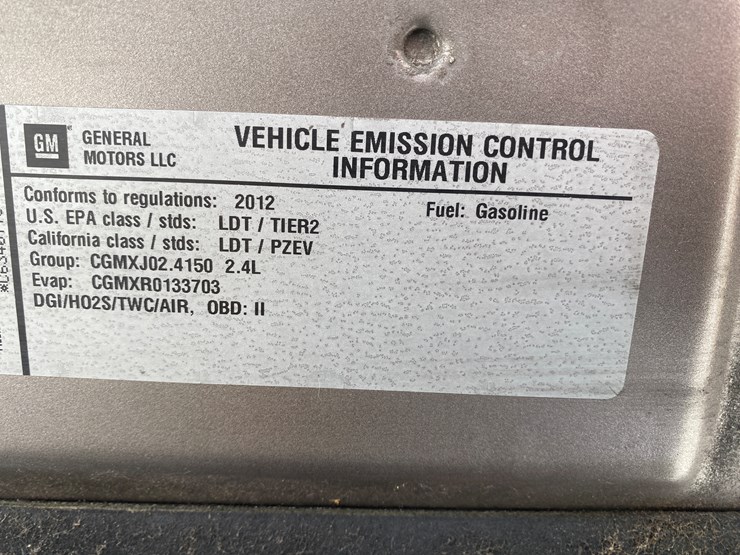 GM GENERAL MOTORS LLC
VEHICLE EMISSION CONTROL
INFORMATION
Conforms to regulations: 2012
Fuel: Gasoline
U.S. EPA class / stds: LDT / TIER2
California class / stds: LDT / PZEV
Group: CGMXJ02.4150 2.4L
Evap: CGMXR0133703
DGI/HO2S/TWC/AIR, OBD: II